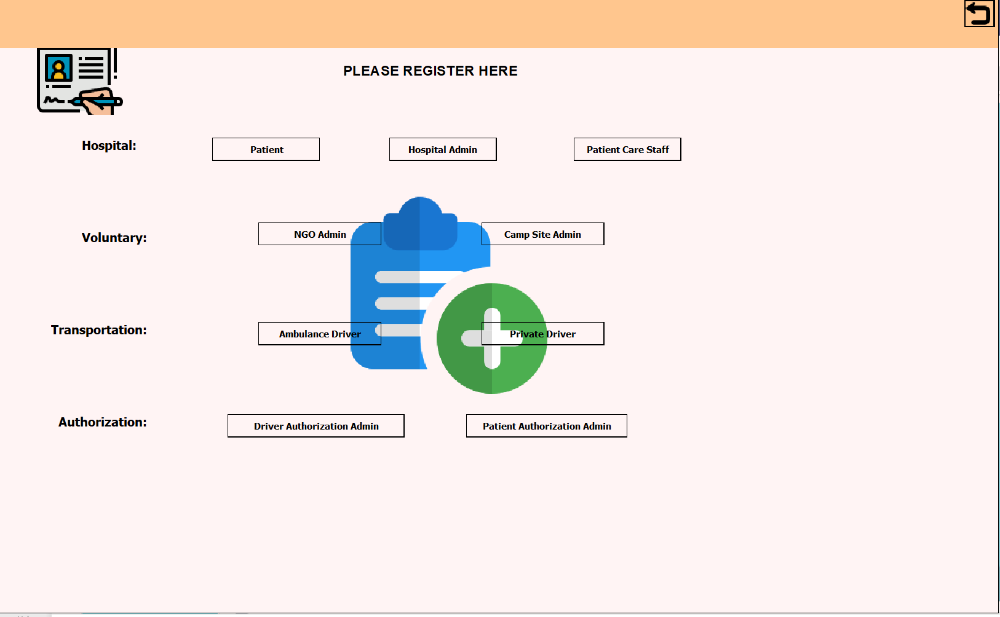 PLEASE REGISTER HERE
Hospital:
Patient
Hospital Admin
Patient Care Staff
Voluntary:
NGO Admin
Camp Site Admin
Transportation:
Ambulance Driver
Private Driver
Authorization:
Driver Authorization Admin
Patient Authorization Admin